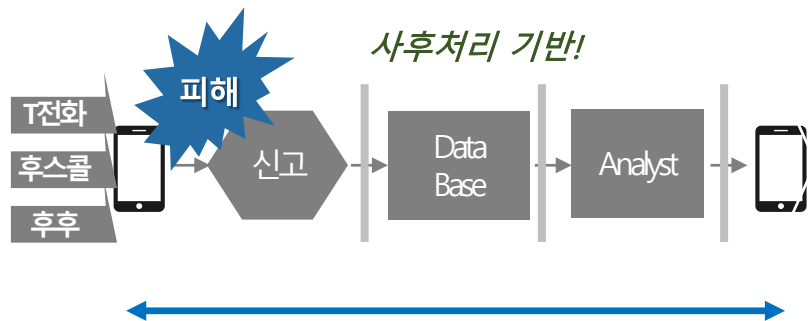 사후처리 기반!
피해
T전화
후스콜
후후
신고
Data
Base
Analyst